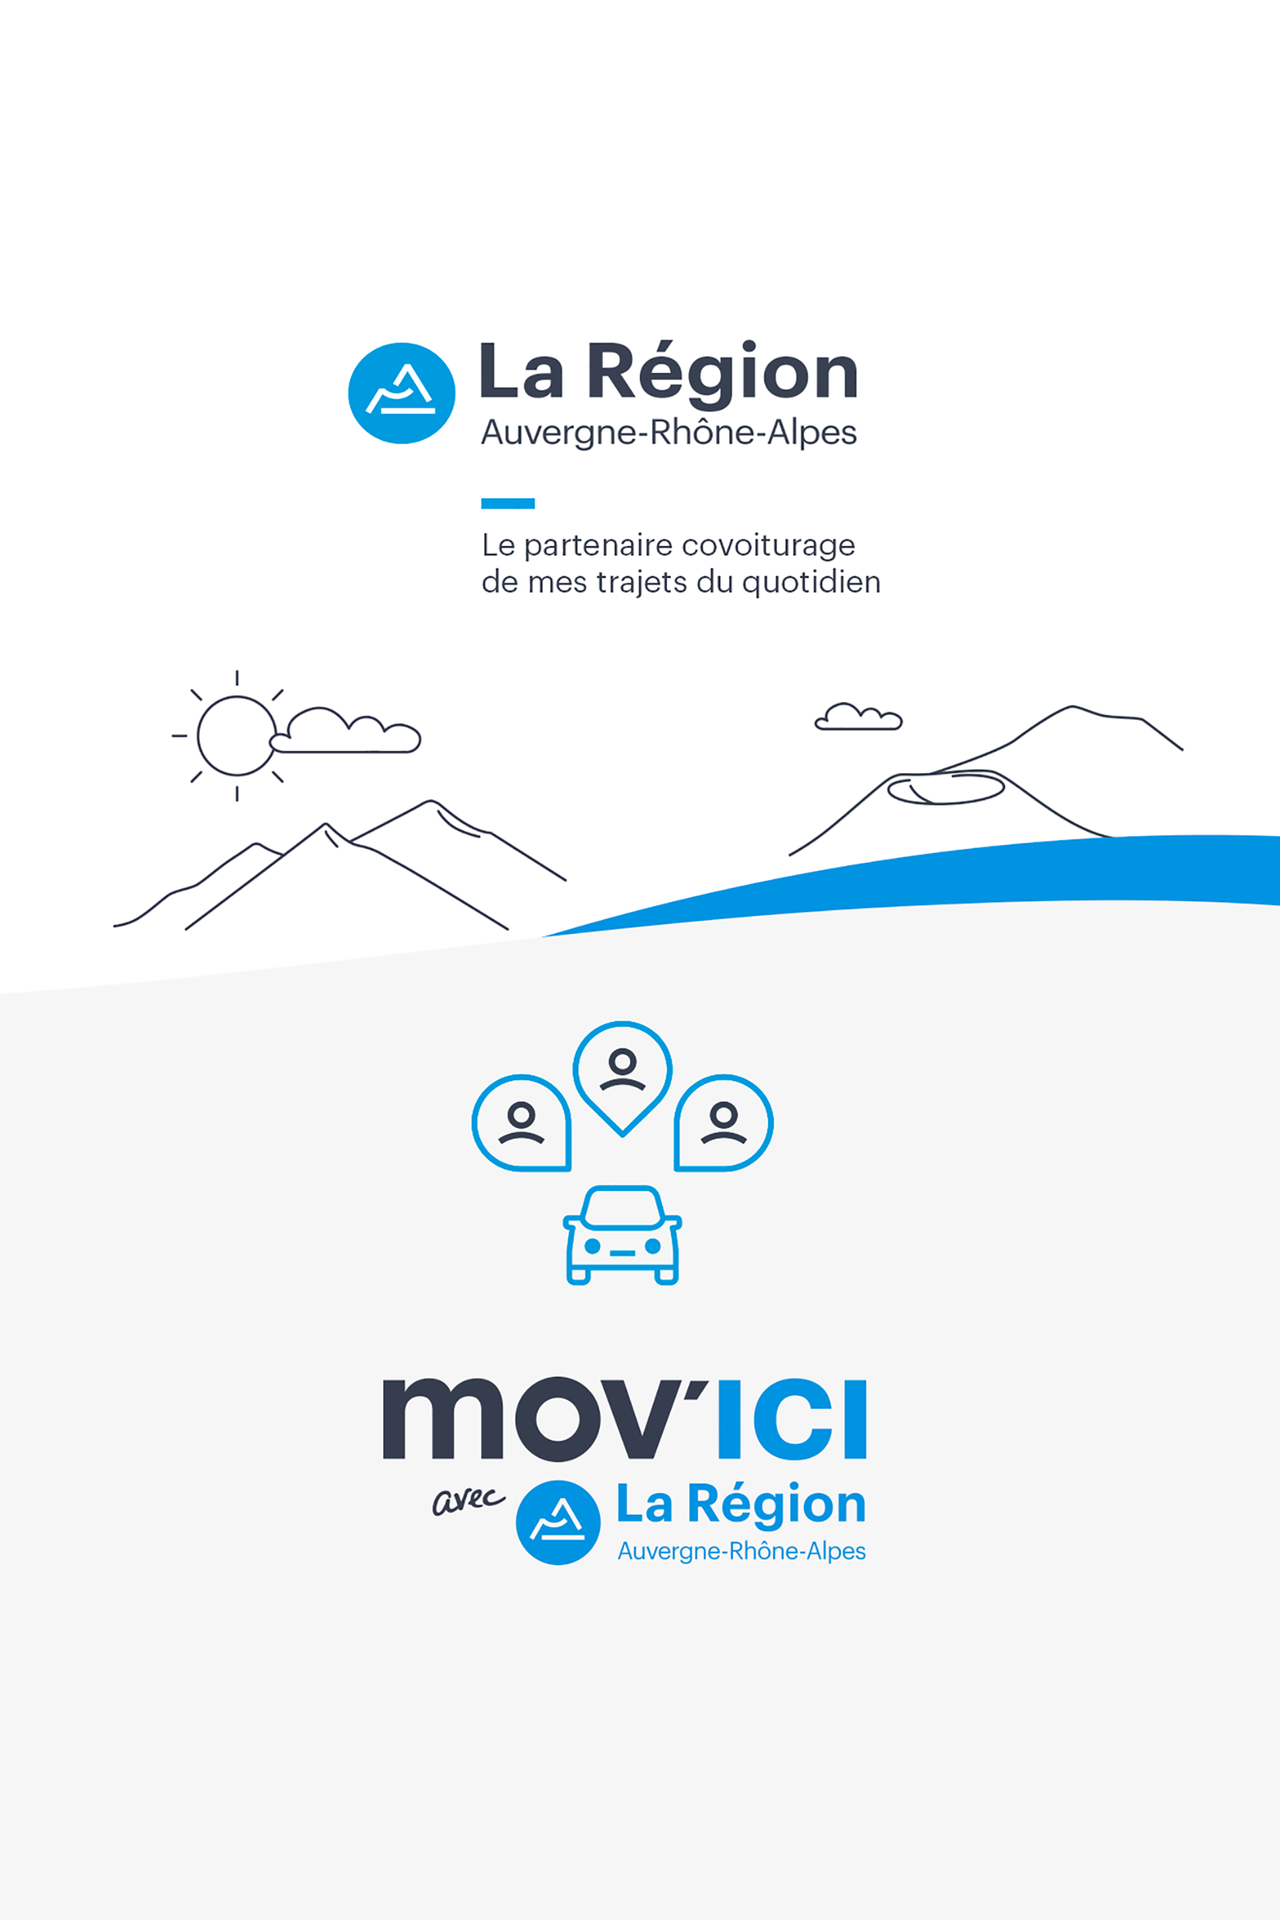 La Région
Auvergne-Rhône-Alpes
Le partenaire covoiturage
de mes trajets du quotidien
mov'ICI
avec La Région
Auvergne-Rhône-Alpes